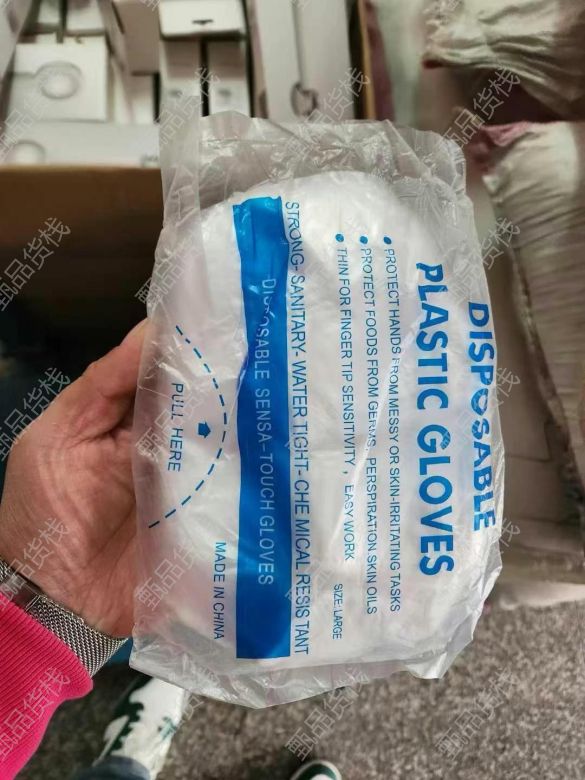 DISPOSABLE
PLASTIC GLOVES
• PROTECT HANDS FROM MESSY OR SKIN-IRRITATING TASKS
• PROTECT FOODS FROM GERMS, PERSPIRATION SKIN OILS
• THIN FOR FINGER TIP SENSITIVITY, EASY WORK
SIZE: LARGE
STRONG- SANITARY- WATER TIGHT- CHE MICAL RESIS TANT
DISPOSABLE SENSA-TOUCH GLOVES
MADE IN CHINA
PULL HERE
甄品货栈